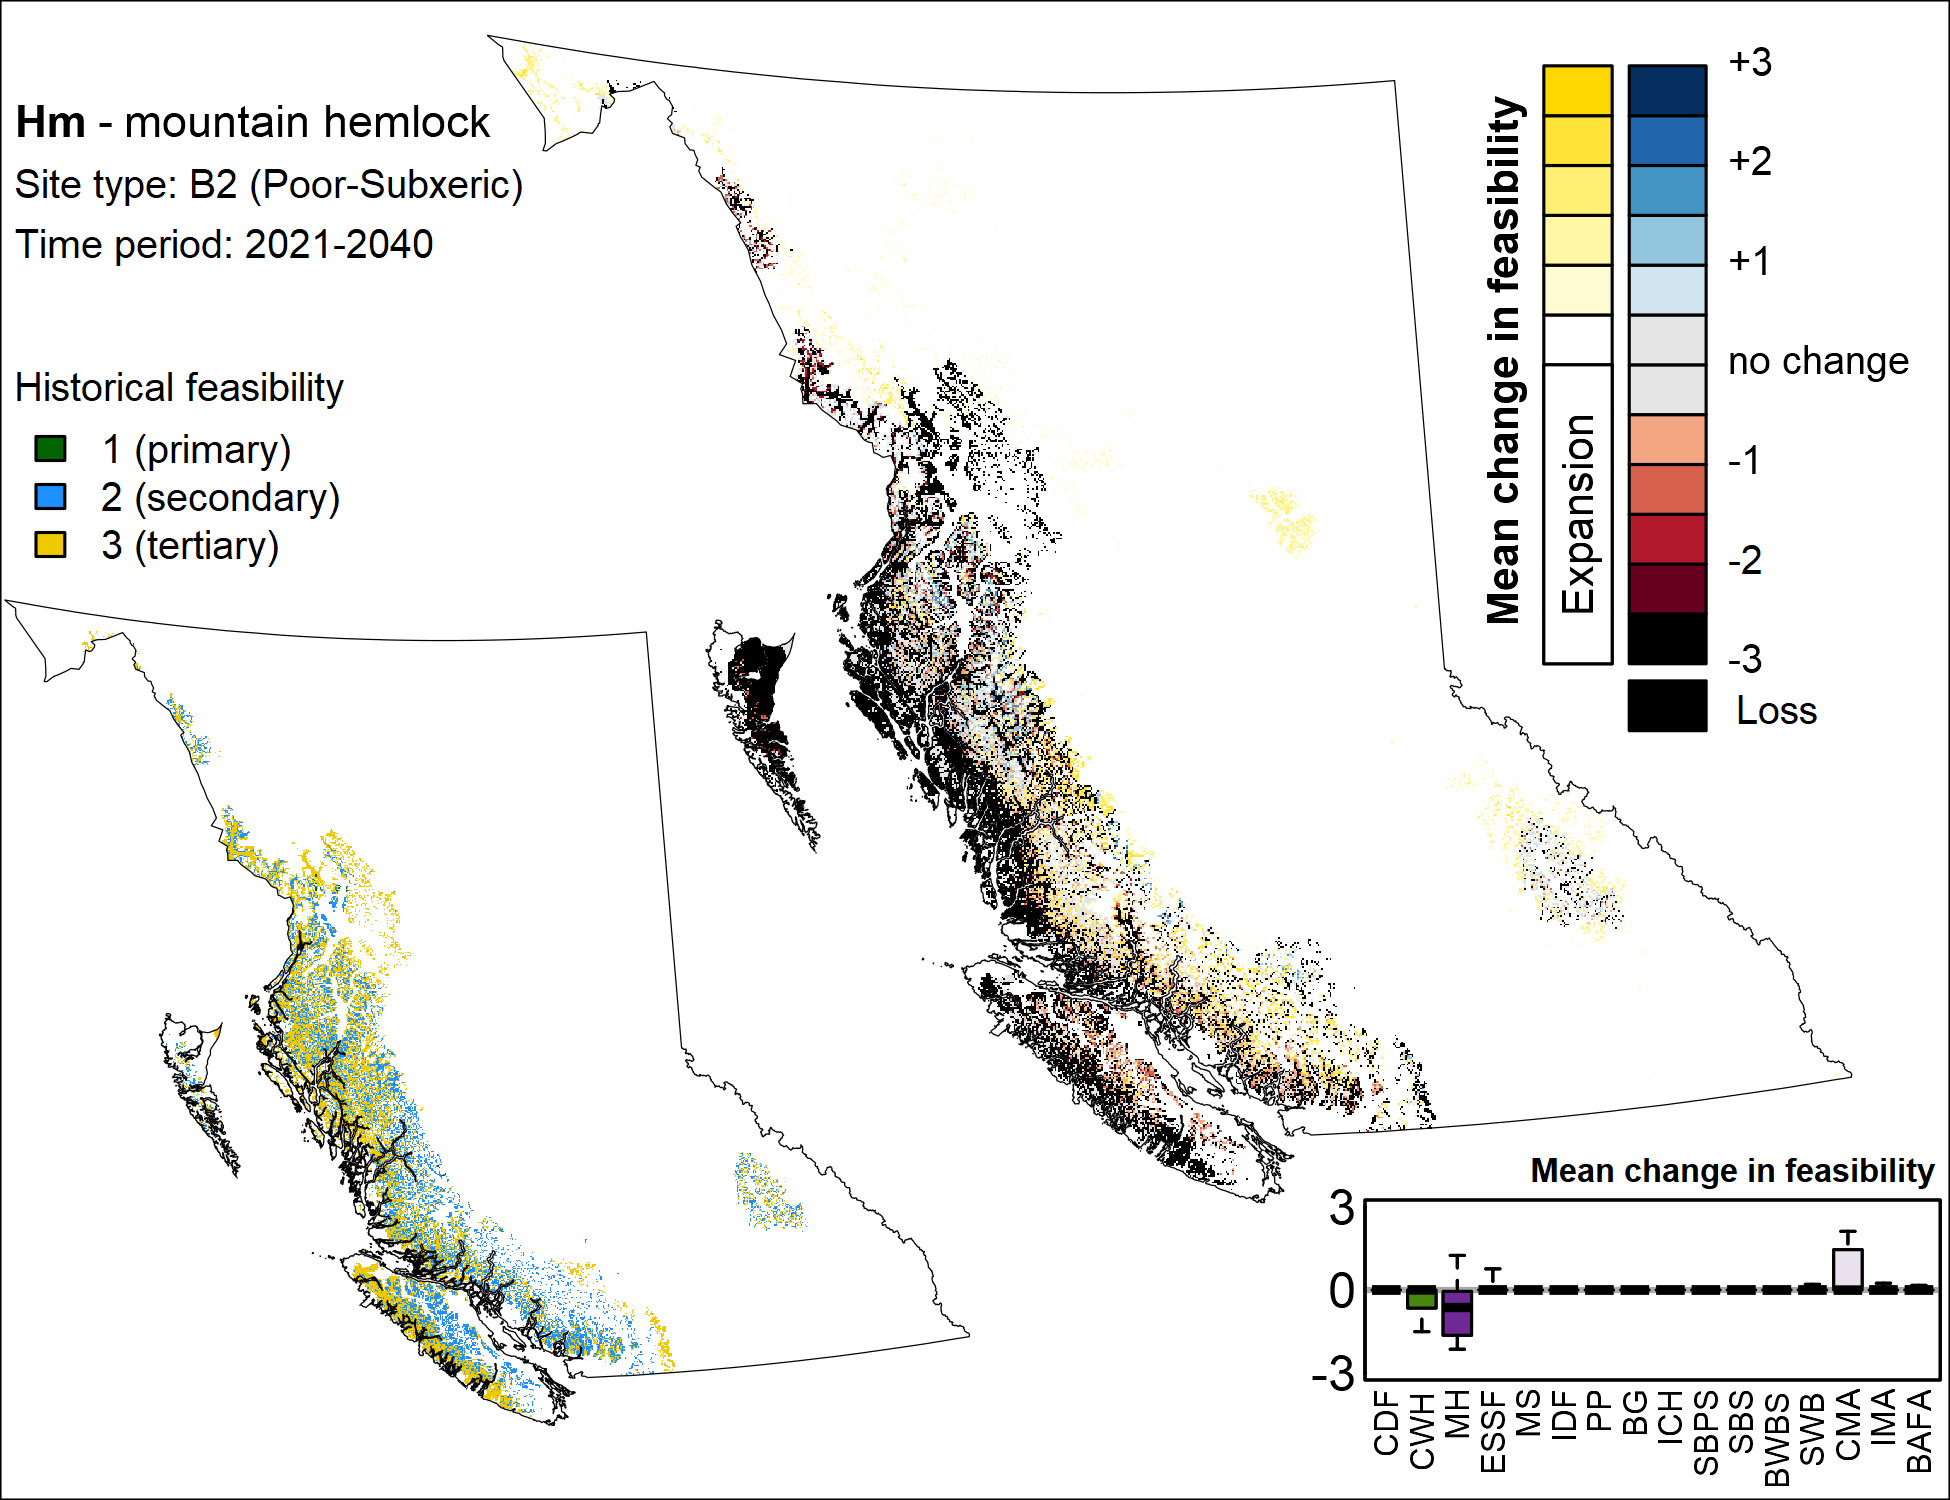 Hm - mountain hemlock
Site type: B2 (Poor-Subxeric)
Time period: 2021-2040
Historical feasibility
1 (primary)
2 (secondary)
3 (tertiary)
Mean change in feasibility
Expansion
+3
+2
+1
no change
-1
-2
-3
Loss
Mean change in feasibility
3
0
-3
CDF
CWH
MH
ESSF
MS
IDF
PP
BG
ICH
SBPS
SBS
BWBS
SWB
CMA
IMA
BAFA